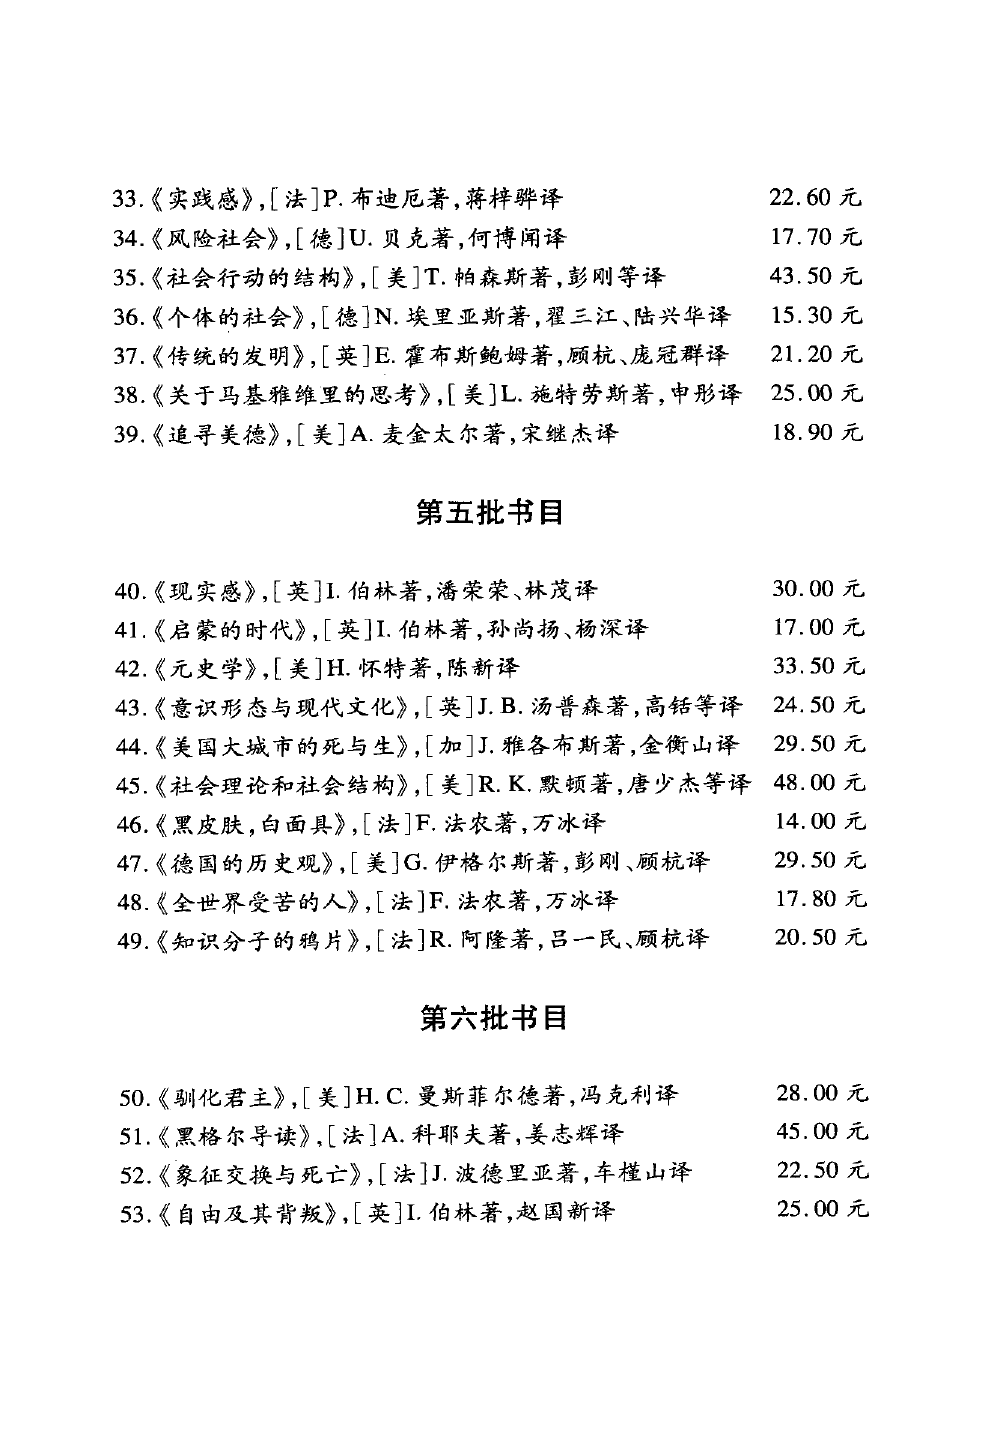 33.《实践感》,[法]P. 布迪厄著,蒋梓骅译 22.60 元
34.《风险社会》,[德]U. 贝克著,何博闻译 17.70 元
35.《社会行动的结构》,[美]T. 帕森斯著,彭刚等译 43.50 元
36.《个体的社会》,[德]N. 埃里亚斯著,翟三江、陆兴华译 15.30 元
37.《传统的发明》,[英]E. 霍布斯鲍姆著,顾杭、庞冠群译 21.20 元
38.《关于马基雅维里的思考》,[美]L. 施特劳斯著,申彤译 25.00 元
39.《追寻美德》,[美]A. 麦金太尔著,宋继杰译 18.90 元
第五批书目
40.《现实感》,[英]I. 伯林著,潘荣荣、林茂译 30.00 元
41.《启蒙的时代》,[英]I. 伯林著,孙尚扬、杨深译 17.00 元
42.《元史学》,[美]H. 怀特著,陈新译 33.50 元
43.《意识形态与现代文化》,[英]J. B. 汤普森著,高铦等译 24.50 元
44.《美国大城市的死与生》,[加]J. 雅各布斯著,金衡山译 29.50 元
45.《社会理论和社会结构》,[美]R. K. 默顿著,唐少杰等译 48.00 元
46.《黑皮肤,白面具》,[法]F. 法农著,万冰译 14.00 元
47.《德国的历史观》,[美]G. 伊格尔斯著,彭刚、顾杭译 29.50 元
48.《全世界受苦的人》,[法]F. 法农著,万冰译 17.80 元
49.《知识分子的鸦片》,[法]R. 阿隆著,吕一民、顾杭译 20.50 元
第六批书目
50.《驯化君主》,[美]H. C. 曼斯菲尔德著,冯克利译 28.00 元
51.《黑格尔导读》,[法]A. 科耶夫著,姜志辉译 45.00 元
52.《象征交换与死亡》,[法]J. 波德里亚著,车槿山译 22.50 元
53.《自由及其背叛》,[英]I. 伯林著,赵国新译 25.00 元